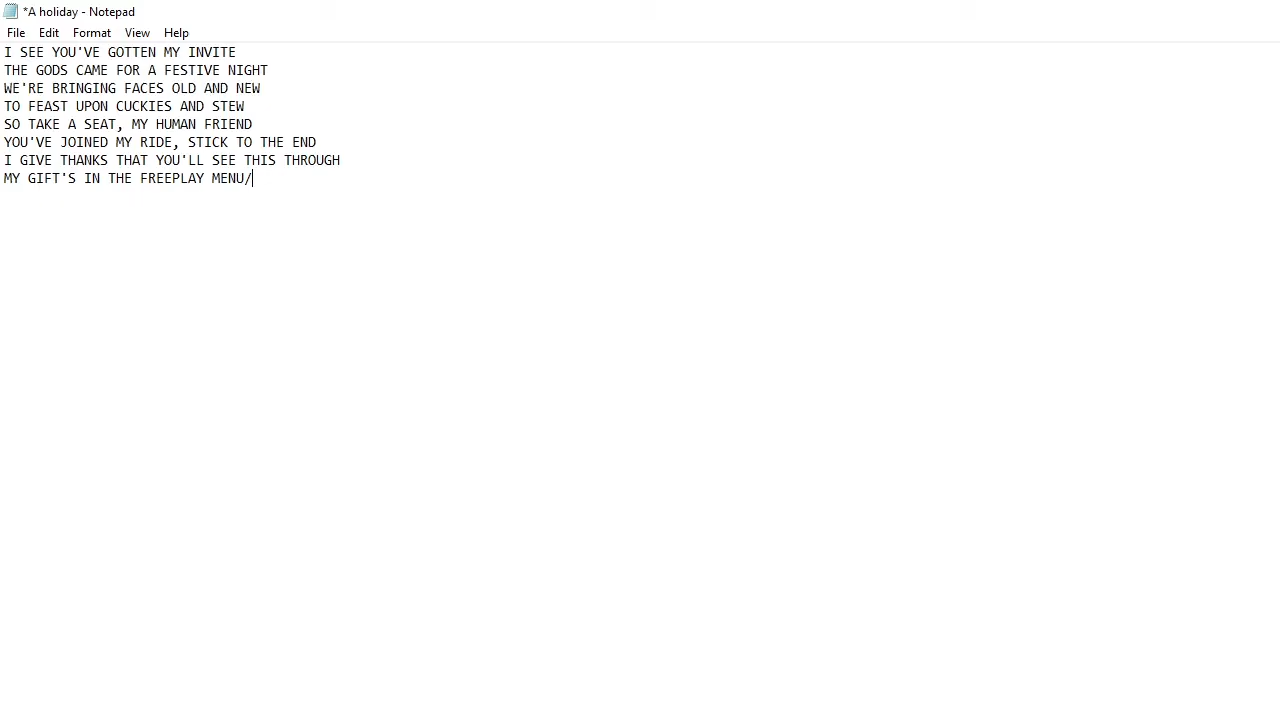 *A holiday - Notepad
File Edit Format View Help
I SEE YOU'VE GOTTEN MY INVITE
THE GODS CAME FOR A FESTIVE NIGHT
WE'RE BRINGING FACES OLD AND NEW
TO FEAST UPON CUCKIES AND STEW
SO TAKE A SEAT, MY HUMAN FRIEND
YOU'VE JOINED MY RIDE, STICK TO THE END
I GIVE THANKS THAT YOU'LL SEE THIS THROUGH
MY GIFT'S IN THE FREEPLAY MENU/